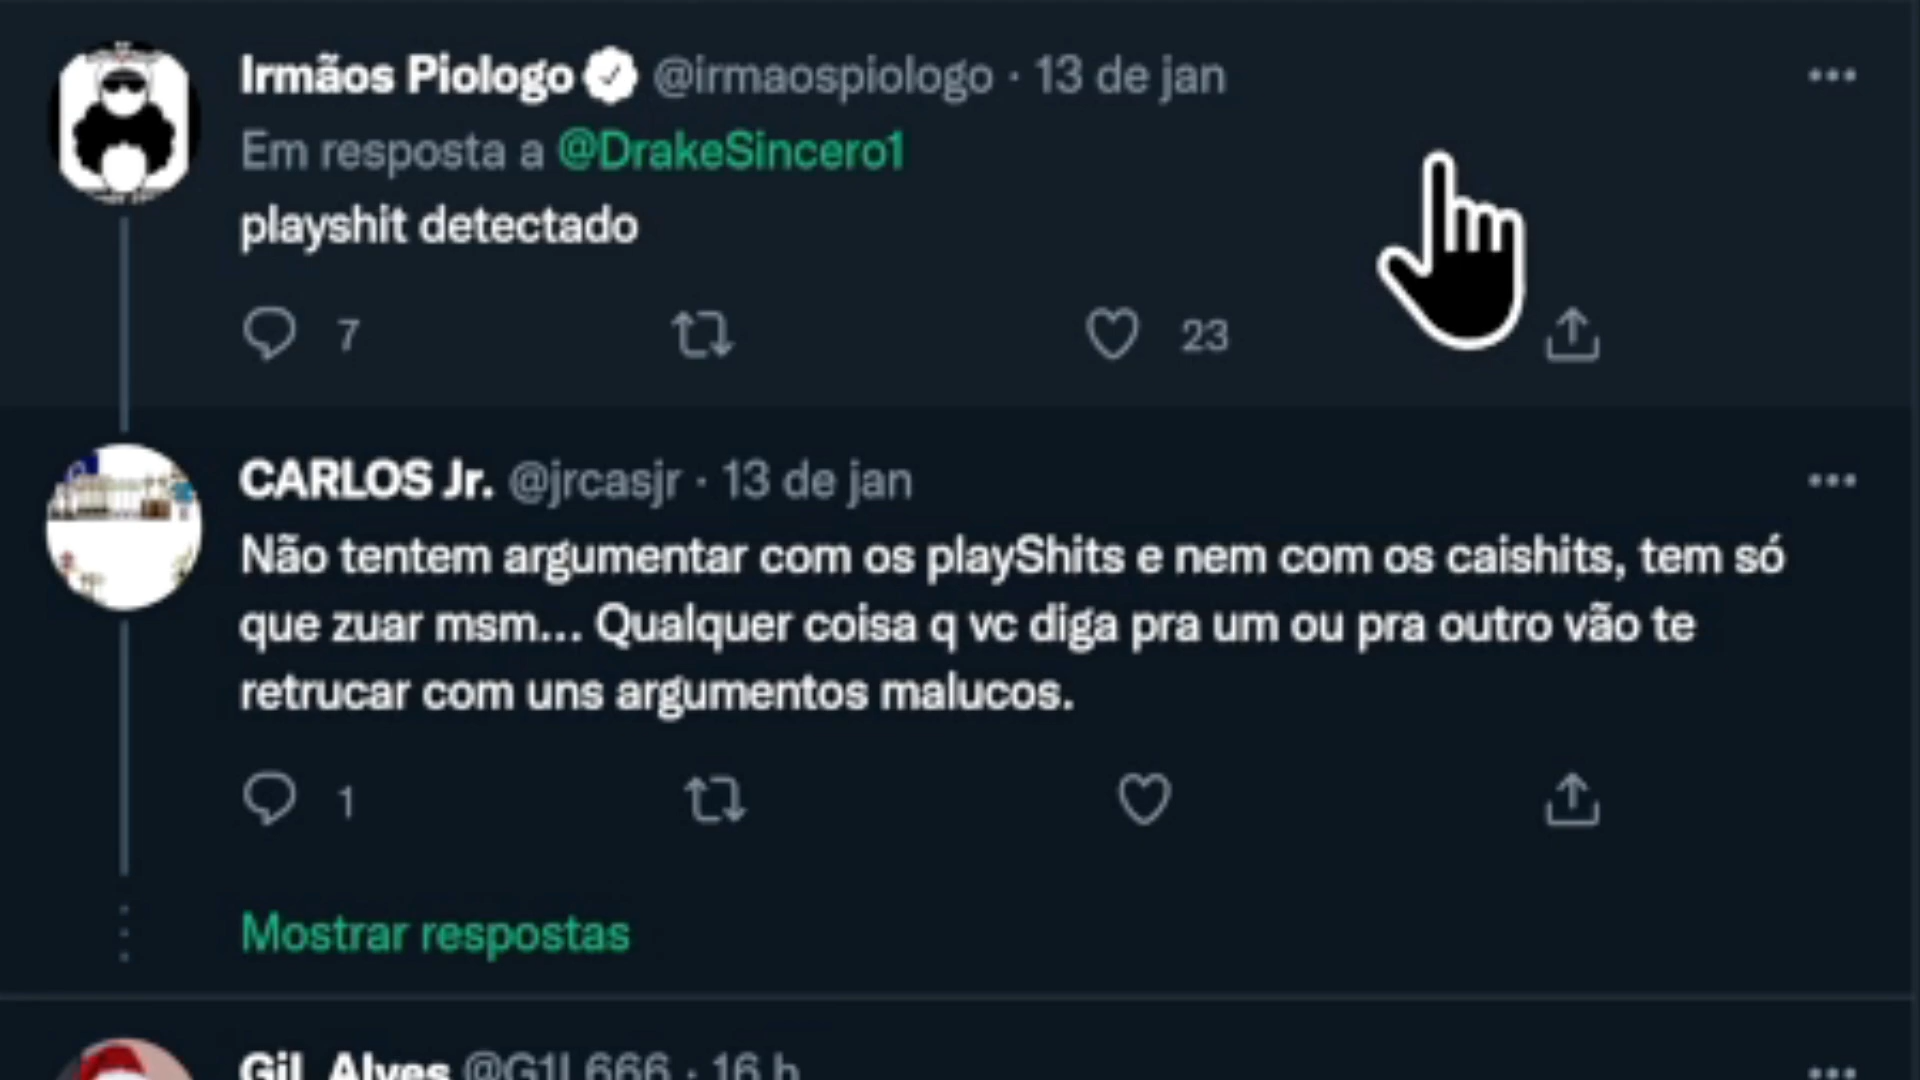 Irmãos Piologo @irmaospiologo · 13 de jan
Em resposta a @DrakeSincero1
playshit detectado
7 23
CARLOS Jr. @jrcasjr · 13 de jan
Não tentem argumentar com os playShits e nem com os caishits, tem só
que zuar msm... Qualquer coisa q vc diga pra um ou pra outro vão te
retrucar com uns argumentos malucos.
1
Mostrar respostas
Gil Alves @G1L666 · 16 h